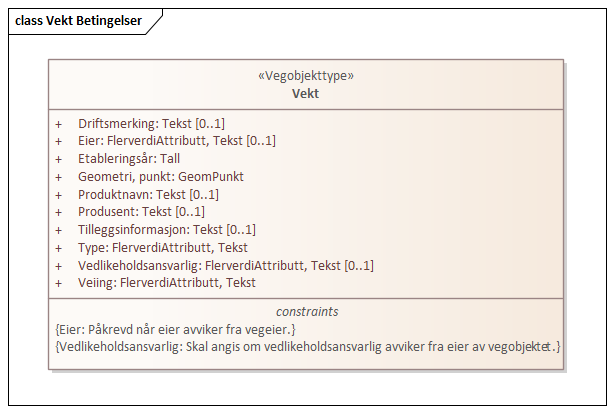 class Vekt Betingelser
«Vegobjekttype»
Vekt
+ Driftsmerking: Tekst [0..1]
+ Eier: FlerverdiAttributt, Tekst [0..1]
+ Etableringsår: Tall
+ Geometri, punkt: GeomPunkt
+ Produktnavn: Tekst [0..1]
+ Produsent: Tekst [0..1]
+ Tilleggsinformasjon: Tekst [0..1]
+ Type: FlerverdiAttributt, Tekst
+ Vedlikeholdsansvarlig: FlerverdiAttributt, Tekst [0..1]
+ Veiing: FlerverdiAttributt, Tekst
constraints
{Eier: Påkrevd når eier avviker fra vegeier.}
{Vedlikeholdsansvarlig: Skal angis om vedlikeholdsansvarlig avviker fra eier av vegobjektet.}